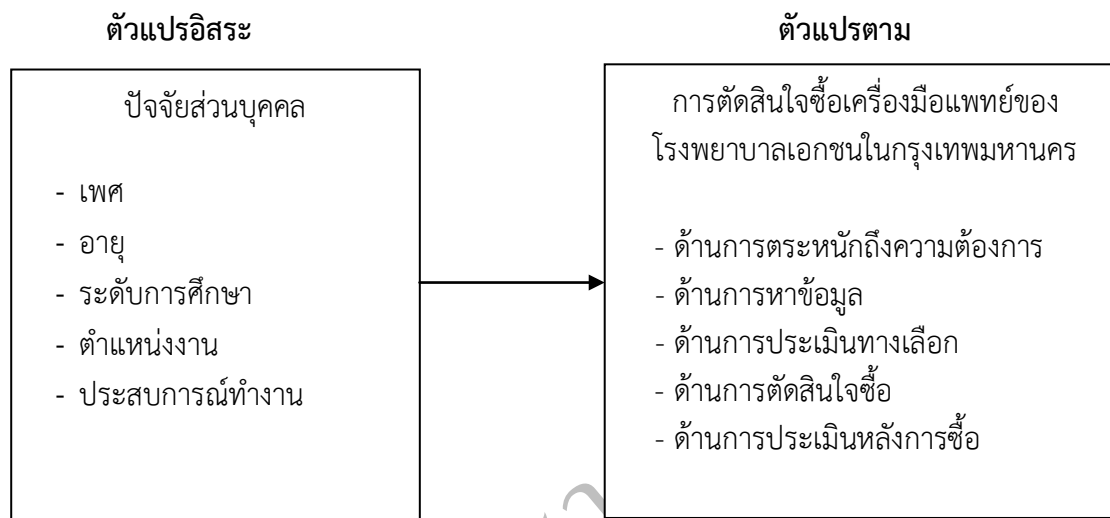 ตัวแปรอิสระ
ปัจจัยส่วนบุคคล
- เพศ
- อายุ
- ระดับการศึกษา
- ตำแหน่งงาน
- ประสบการณ์ทำงาน
ตัวแปรตาม
การตัดสินใจซื้อเครื่องมือแพทย์ของ
โรงพยาบาลเอกชนในกรุงเทพมหานคร
- ด้านการตระหนักถึงความต้องการ
- ด้านการหาข้อมูล
- ด้านการประเมินทางเลือก
- ด้านการตัดสินใจซื้อ
- ด้านการประเมินหลังการซื้อ